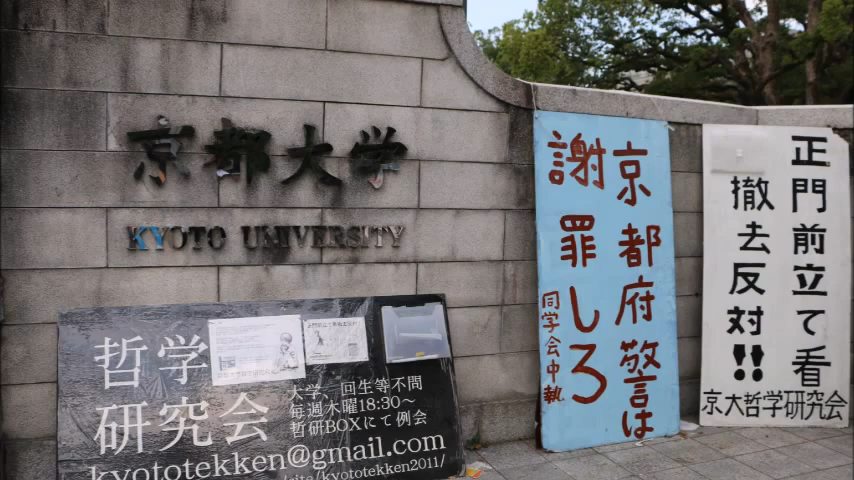 京都大学
KYOTO UNIVERSITY
哲学
研究会
大学、回生等不問
毎週木曜18:30～
哲研BOXにて例会
kyototekken@gmail.com
/site/kyototekken2011/
京都府警は
謝罪しろ
同学会中執
正門前立て看
撤去反対!!
京大哲学研究会